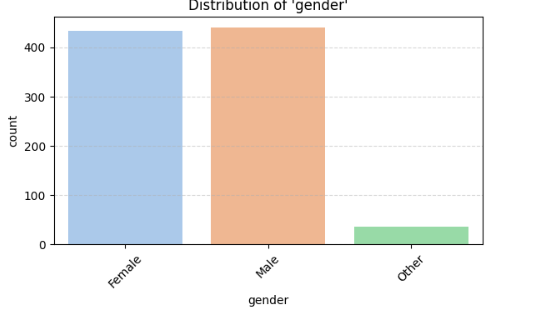 Distribution of 'gender'
400
300
200
100
0
count
Female
Male
Other
gender